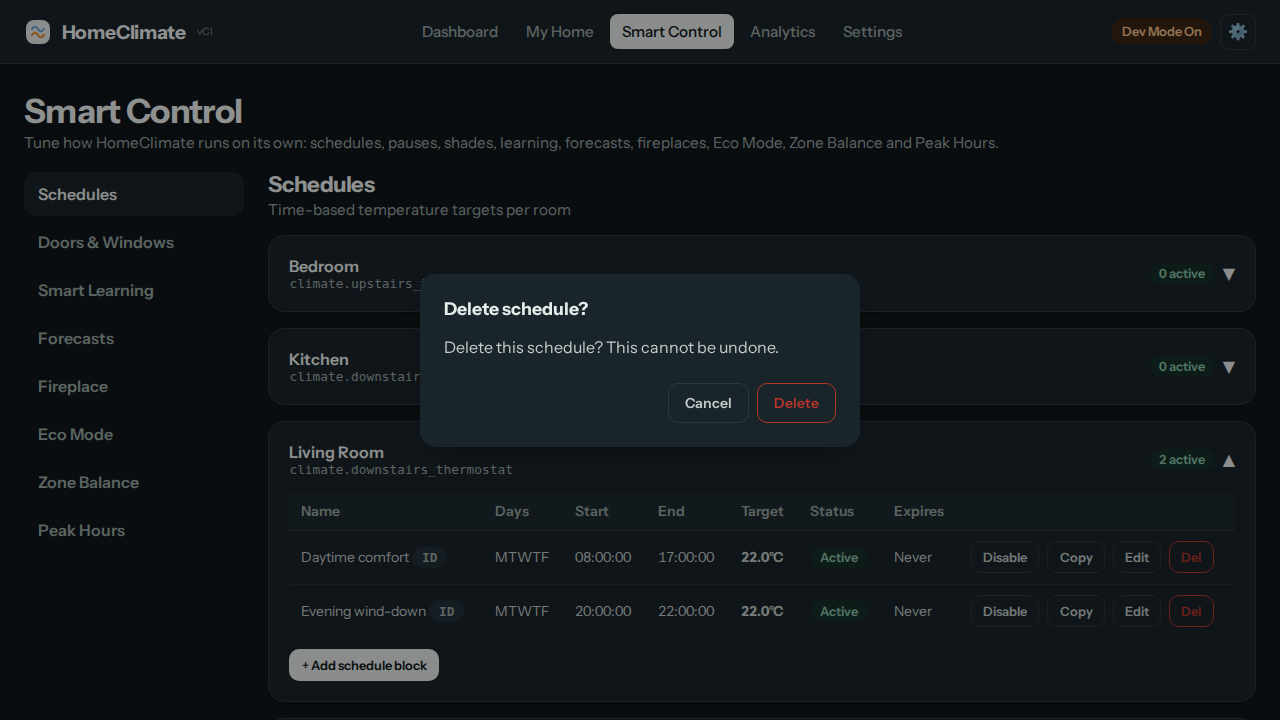 HomeClimate vCI
Dashboard My Home Smart Control Analytics Settings
Dev Mode On
Smart Control
Tune how HomeClimate runs on its own: schedules, pauses, shades, learning, forecasts, fireplaces, Eco Mode, Zone Balance and Peak Hours.
Schedules
Doors & Windows
Smart Learning
Forecasts
Fireplace
Eco Mode
Zone Balance
Peak Hours
Schedules
Time-based temperature targets per room
Bedroom
climate.upstairs_
0 active ▼
Kitchen
climate.downstair
0 active ▼
Delete schedule?
Delete this schedule? This cannot be undone.
Cancel Delete
Living Room
climate.downstairs_thermostat
2 active ▲
Name Days Start End Target Status Expires
Daytime comfort ID MTWTF 08:00:00 17:00:00 22.0°C Active Never Disable Copy Edit Del
Evening wind-down ID MTWTF 20:00:00 22:00:00 22.0°C Active Never Disable Copy Edit Del
+ Add schedule block